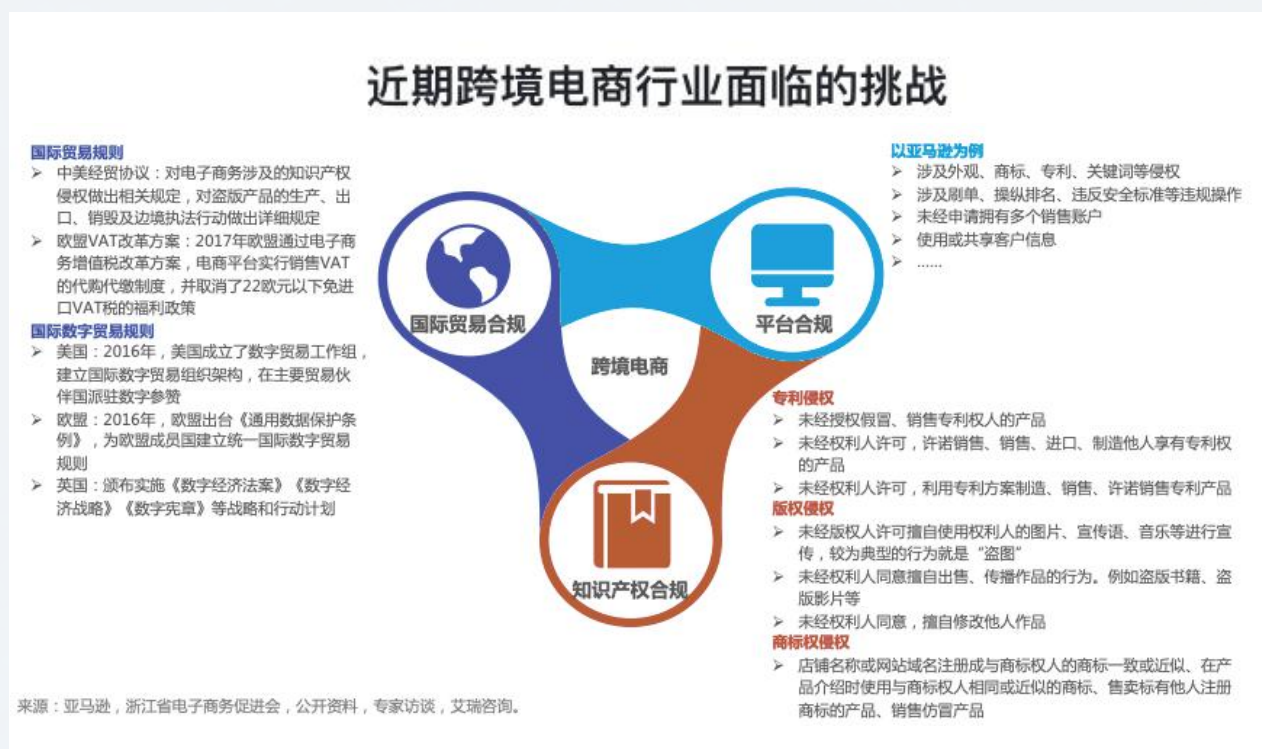 近期跨境电商行业面临的挑战
国际贸易规则
➢ 中美经贸协议：对电子商务涉及的知识产权
侵权做出相关规定，对盗版产品的生产、出
口、销毁及边境执法行动做出详细规定
➢ 欧盟VAT改革方案：2017年欧盟通过电子商
务增值税改革方案，电商平台实行销售VAT
的代购代缴制度，并取消了22欧元以下免进
口VAT税的福利政策
国际数字贸易规则
➢ 美国：2016年，美国成立了数字贸易工作组，
建立国际数字贸易组织架构，在主要贸易伙
伴国派驻数字参赞
➢ 欧盟：2016年，欧盟出台《通用数据保护条
例》，为欧盟成员国建立统一国际数字贸易
规则
➢ 英国：颁布实施《数字经济法案》《数字经
济战略》《数字宪章》等战略和行动计划
国际贸易合规
平台合规
跨境电商
知识产权合规
以亚马逊为例
➢ 涉及外观、商标、专利、关键词等侵权
➢ 涉及刷单、操纵排名、违反安全标准等违规操作
➢ 未经申请拥有多个销售账户
➢ 使用或共享客户信息
➢ ......
专利侵权
➢ 未经授权假冒、销售专利权人的产品
➢ 未经权利人许可，许诺销售、销售、进口、制造他人享有专利权
的产品
➢ 未经权利人许可，利用专利方案制造、销售、许诺销售专利产品
版权侵权
➢ 未经版权人许可擅自使用权利人的图片、宣传语、音乐等进行宣
传，较为典型的行为就是“盗图”
➢ 未经权利人同意擅自出售、传播作品的行为。例如盗版书籍、盗
版影片等
➢ 未经权利人同意，擅自修改他人作品
商标权侵权
➢ 店铺名称或网站域名注册成与商标权人的商标一致或近似、在产
品介绍时使用与商标权人相同或近似的商标、售卖标有他人注册
商标的产品、销售仿冒产品
来源：亚马逊，浙江省电子商务促进会，公开资料，专家访谈，艾瑞咨询。